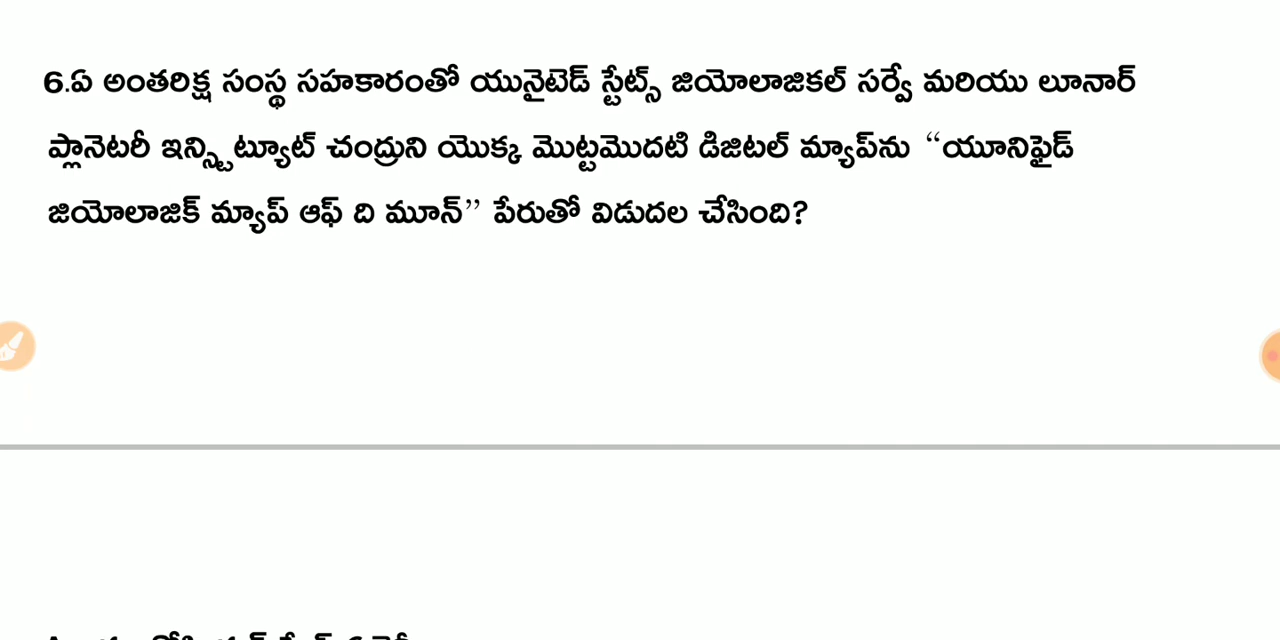 6.ఏ అంతరిక్ష సంస్థ సహకారంతో యునైటెడ్ స్టేట్స్ జియోలాజికల్ సర్వే మరియు లూనార్
ప్లానెటరీ ఇన్స్టిట్యూట్ చంద్రుని యొక్క మొట్టమొదటి డిజిటల్ మ్యాప్‌ను “యూనిఫైడ్
జియోలాజిక్ మ్యాప్ ఆఫ్ ది మూన్” పేరుతో విడుదల చేసింది?